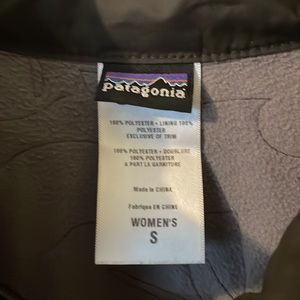 patagonia
100% POLYESTER • LINING 100%
POLYESTER
EXCLUSIVE OF TRIM
100% POLYESTER • DOUBLURE
100% POLYESTER
A PART LA GARNITURE
Made in CHINA
Fabrique EN CHINE
WOMEN'S
S